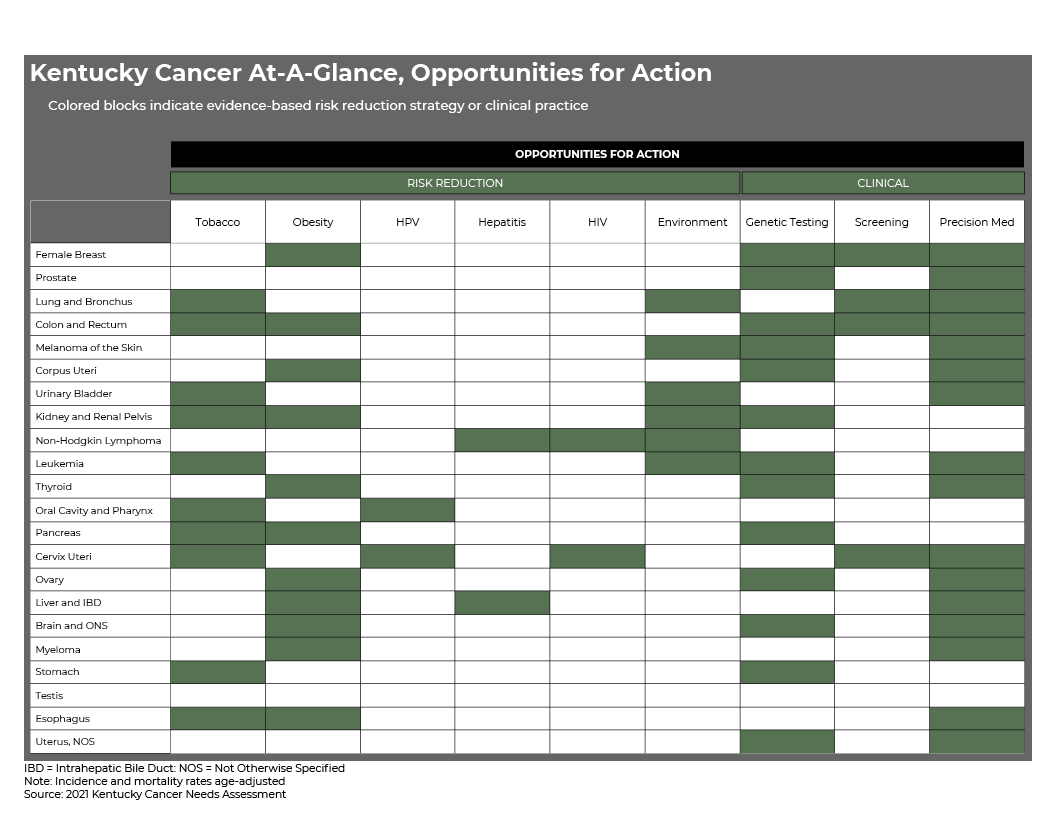 Kentucky Cancer At-A-Glance, Opportunities for Action
Colored blocks indicate evidence-based risk reduction strategy or clinical practice
OPPORTUNITIES FOR ACTION
RISK REDUCTION CLINICAL
Tobacco Obesity HPV Hepatitis HIV Environment Genetic Testing Screening Precision Med
Female Breast
Prostate
Lung and Bronchus
Colon and Rectum
Melanoma of the Skin
Corpus Uteri
Urinary Bladder
Kidney and Renal Pelvis
Non-Hodgkin Lymphoma
Leukemia
Thyroid
Oral Cavity and Pharynx
Pancreas
Cervix Uteri
Ovary
Liver and IBD
Brain and ONS
Myeloma
Stomach
Testis
Esophagus
Uterus, NOS
IBD = Intrahepatic Bile Duct: NOS = Not Otherwise Specified
Note: Incidence and mortality rates age-adjusted
Source: 2021 Kentucky Cancer Needs Assessment